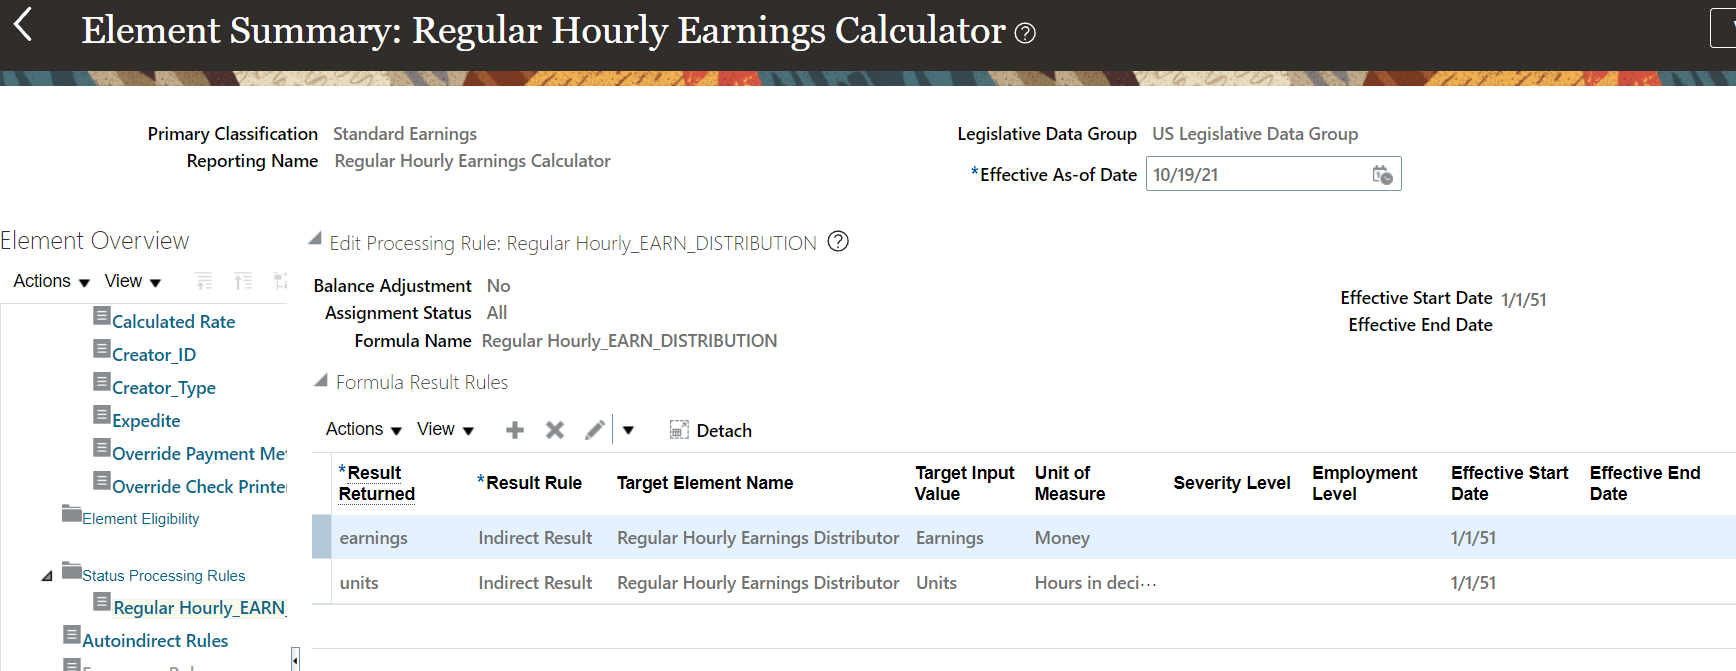 Element Summary: Regular Hourly Earnings Calculator
Primary Classification Standard Earnings
Reporting Name Regular Hourly Earnings Calculator
Legislative Data Group US Legislative Data Group
*Effective As-of Date 10/19/21
Element Overview
Actions View
Calculated Rate
Creator_ID
Creator_Type
Expedite
Override Payment Met
Override Check Printe
Element Eligibility
Status Processing Rules
Regular Hourly_EARN_
Autoindirect Rules
Edit Processing Rule: Regular Hourly_EARN_DISTRIBUTION
Balance Adjustment No
Assignment Status All
Formula Name Regular Hourly_EARN_DISTRIBUTION
Effective Start Date 1/1/51
Effective End Date
Formula Result Rules
Actions View Detach
*Result Returned *Result Rule Target Element Name Target Input Value Unit of Measure Severity Level Employment Level Effective Start Date Effective End Date
earnings Indirect Result Regular Hourly Earnings Distributor Earnings Money 1/1/51
units Indirect Result Regular Hourly Earnings Distributor Units Hours in deci... 1/1/51